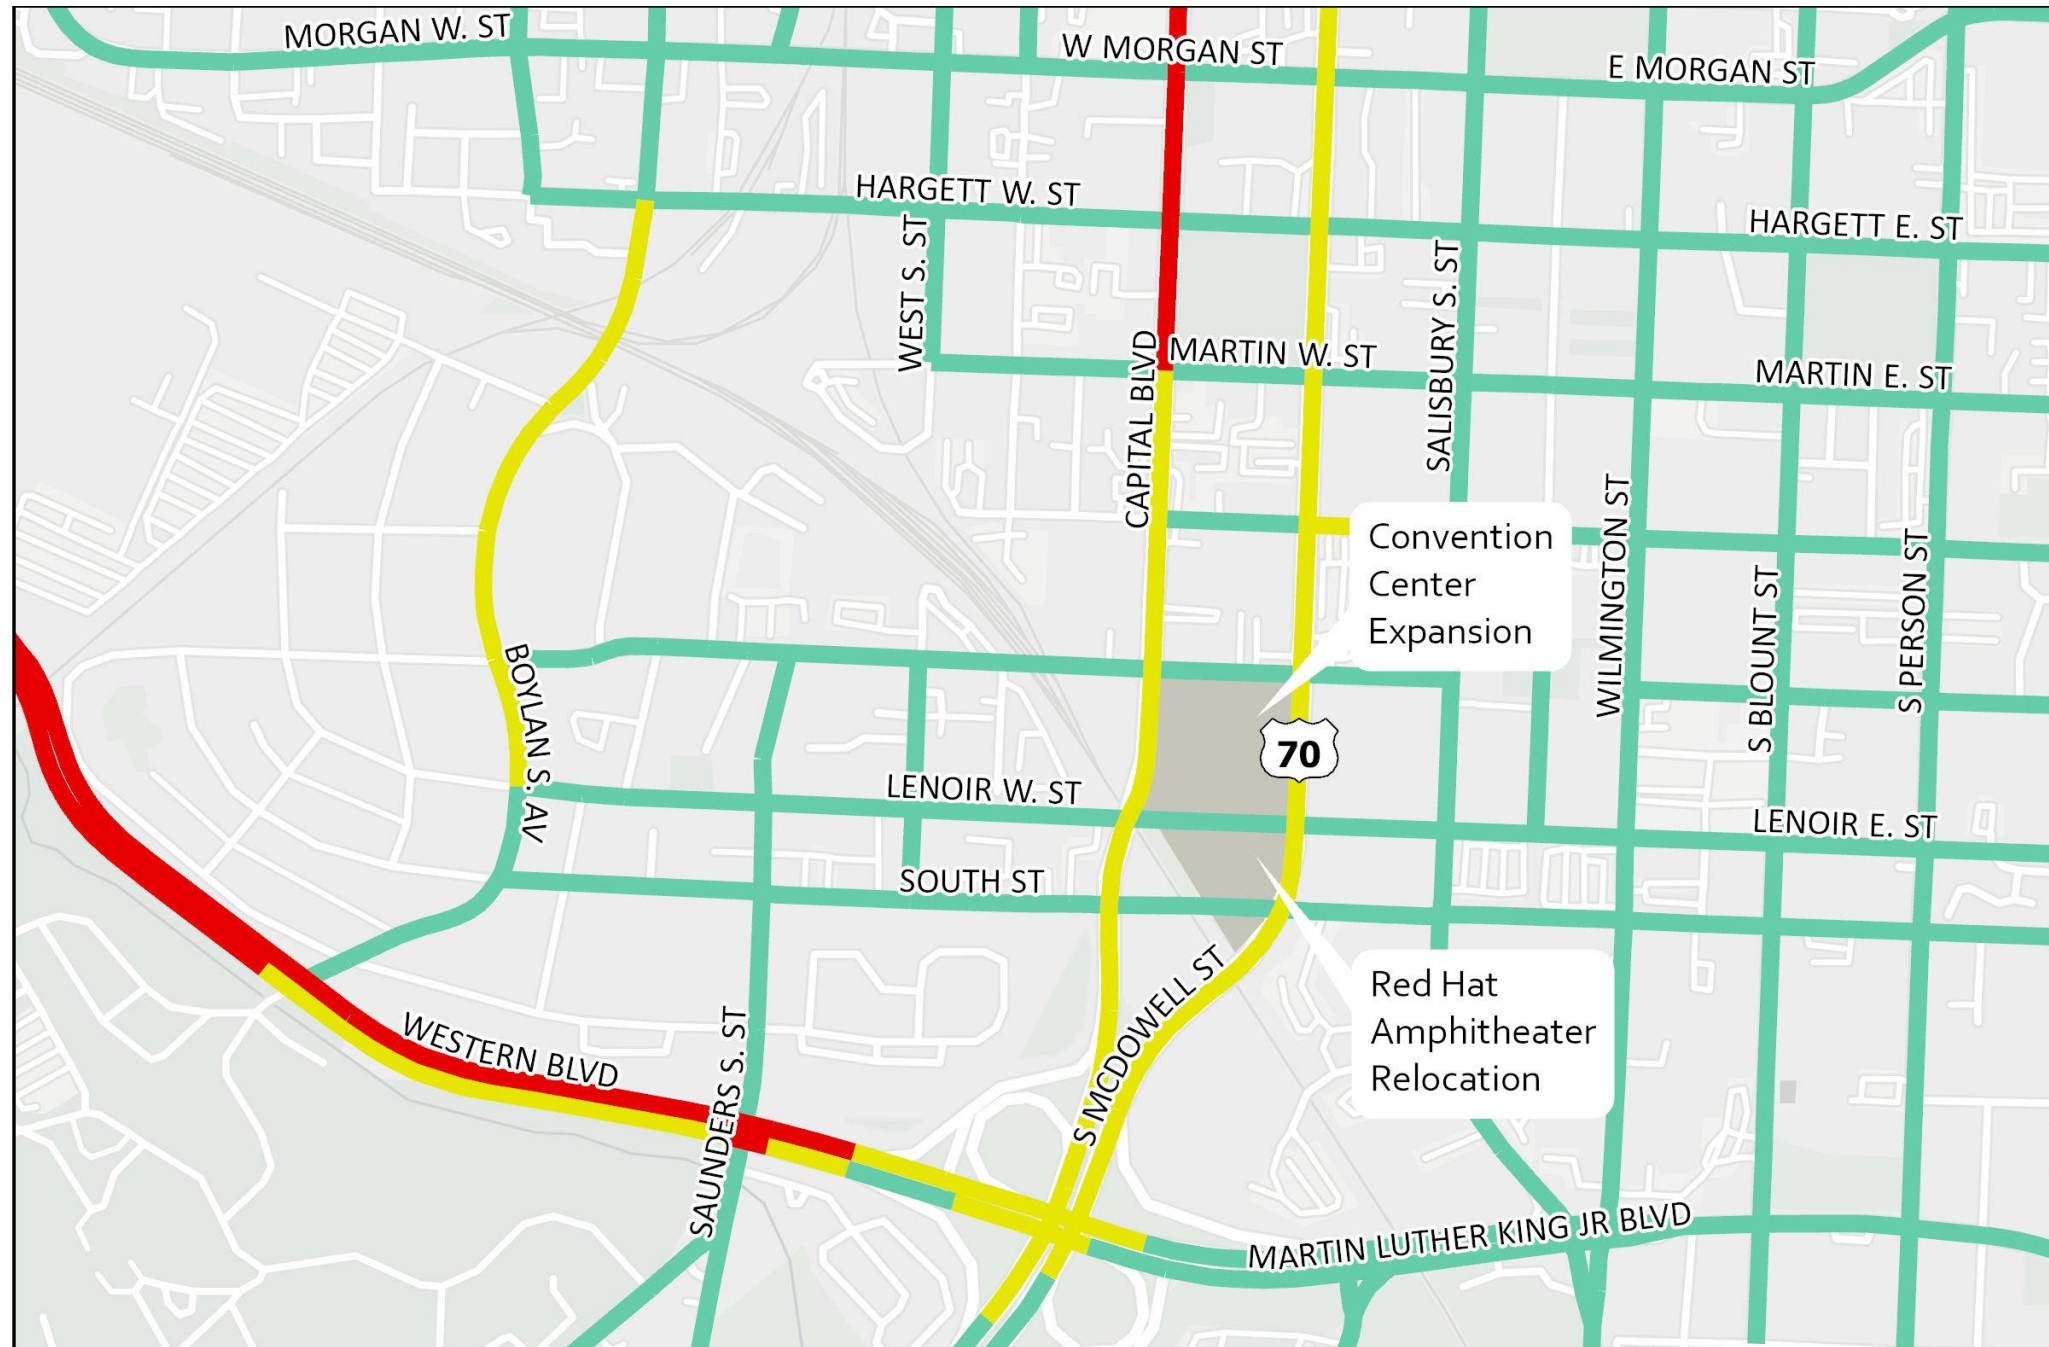 MORGAN W. ST
W MORGAN ST
E MORGAN ST
HARGETT W. ST
HARGETT E. ST
WEST S. ST
SALISBURY S. ST
CAPITAL BLVD
MARTIN W. ST
MARTIN E. ST
Convention
Center
Expansion
WILMINGTON ST
S BLOUNT ST
S PERSON ST
BOYLAN S. AV
70
LENOIR W. ST
LENOIR E. ST
SOUTH ST
Red Hat
Amphitheater
Relocation
S MCDOWELL ST
WESTERN BLVD
SAUNDERS S. ST
MARTIN LUTHER KING JR BLVD